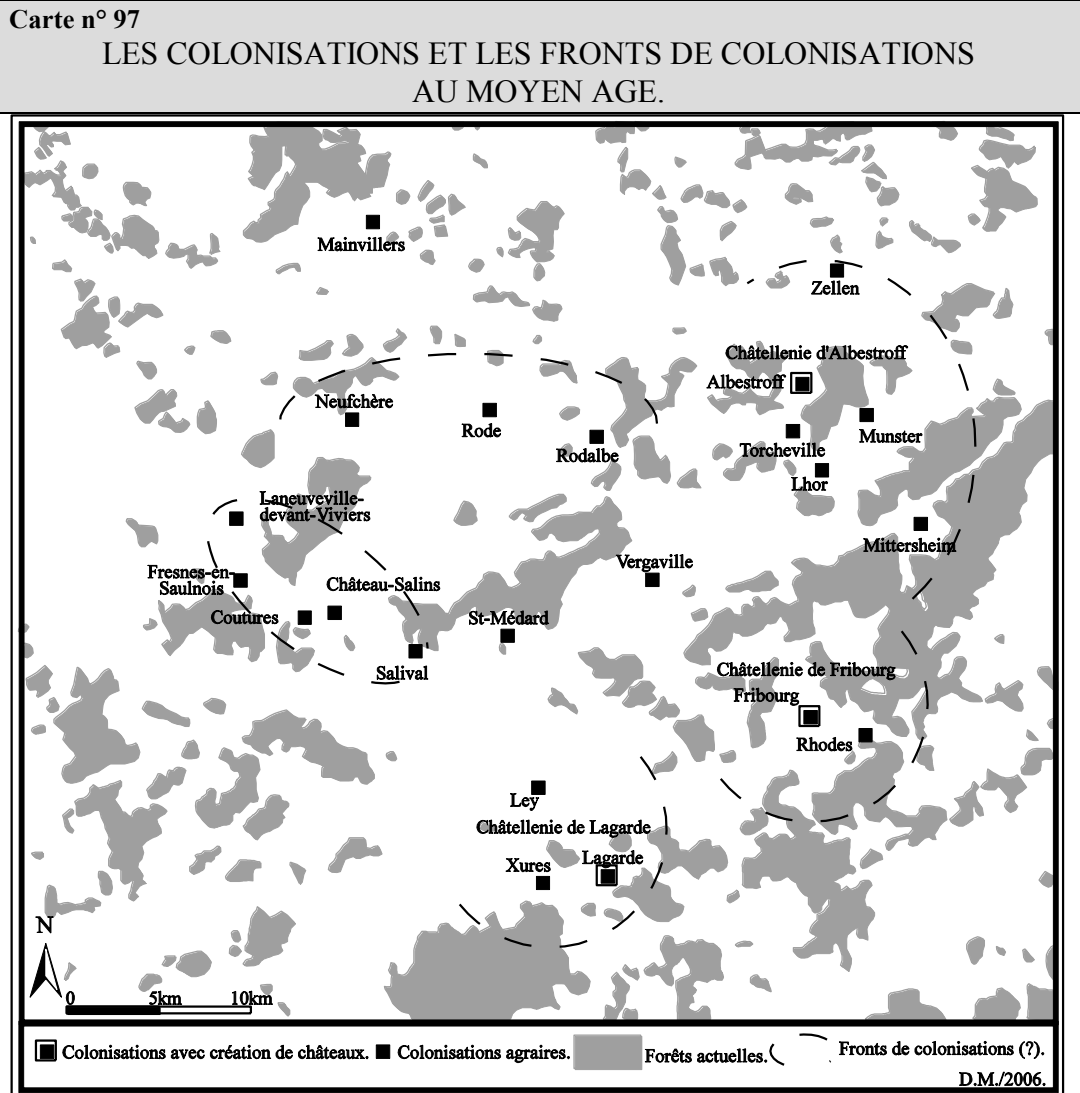 Carte n° 97
LES COLONISATIONS ET LES FRONTS DE COLONISATIONS
AU MOYEN AGE.
Mainvillers
Zellen
Châtellenie d'Albestroff
Albestroff
Neufchère
Rode
Munster
Rodalbe
Torcheville
Lhor
Laneuveville-
devant-Viviers
Mittersheim
Vergaville
Fresnes-en-
Saulnois
Château-Salins
Coutures
St-Médard
Salival
Châtellenie de Fribourg
Fribourg
Rhodes
Ley
Châtellenie de Lagarde
Lagarde
Xures
N
0 5km 10km
Colonisations avec création de châteaux. Colonisations agraires. Forêts actuelles. Fronts de colonisations (?).
D.M./2006.